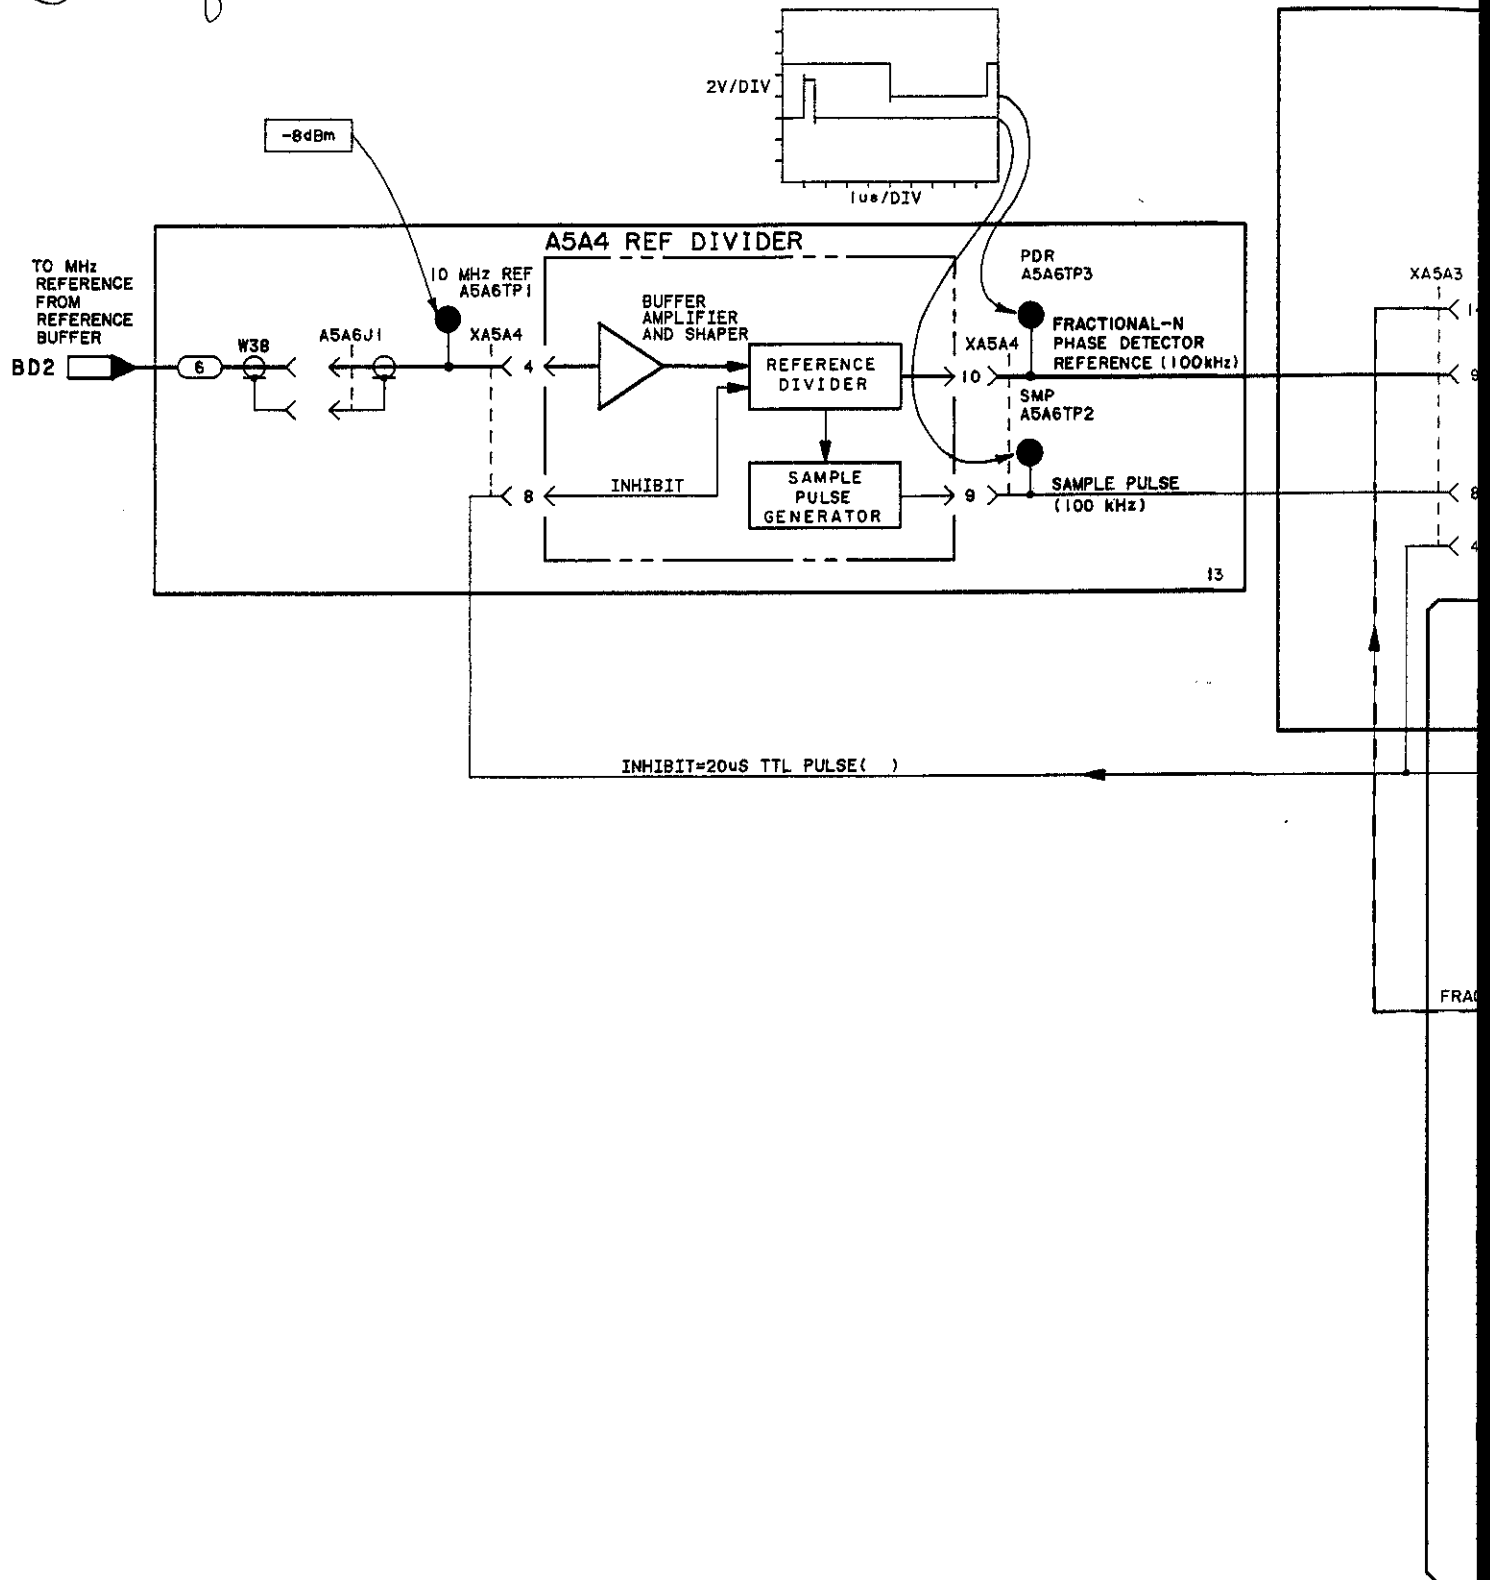 2V/DIV
1us/DIV
-8dBm
A5A4 REF DIVIDER
TO MHz
REFERENCE
FROM
REFERENCE
BUFFER
BD2
6
W38
A5A6J1
10 MHz REF
A5A6TP1
XA5A4
4
8
BUFFER
AMPLIFIER
AND SHAPER
REFERENCE
DIVIDER
INHIBIT
SAMPLE
PULSE
GENERATOR
XA5A4
10
9
PDR
A5A6TP3
FRACTIONAL-N
PHASE DETECTOR
REFERENCE (100kHz)
SMP
A5A6TP2
SAMPLE PULSE
(100 kHz)
13
XA5A3
9
8
4
INHIBIT=20uS TTL PULSE( )